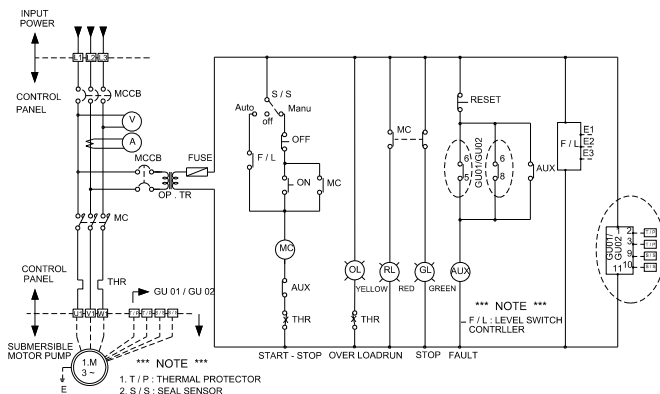 INPUT
POWER
L1 L2 L3
CONTROL
PANEL
MCCB
V
A
MCCB
FUSE
OP . TR
MC
CONTROL
PANEL
THR
GU 01 / GU 02
U1 V1 W1
SUBMERSIBLE
MOTOR PUMP
1.M
3 ~
E
*** NOTE ***
1. T / P : THERMAL PROTECTOR
2. S / S : SEAL SENSOR
S / S
Auto
Manu
off
OFF
F / L
ON
MC
MC
AUX
THR
START - STOP
OL
YELLOW
THR
OVER LOAD
MC
RL
RED
RUN
GL
GREEN
STOP
RESET
6
5
GU01/GU02
6
8
AUX
AUX
FAULT
F / L
E1
E2
E3
*** NOTE ***
F / L : LEVEL SWITCH
CONTRLLER
GU01/
GU02
1
2
3
9
10
11
T / P
T / P
S / S
S / S